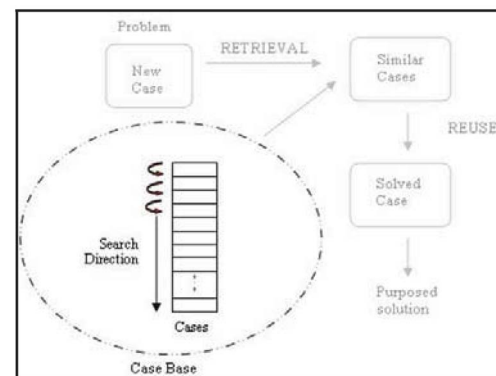 Problem
New
Case
RETRIEVAL
Similar
Cases
REUSE
Solved
Case
Purposed
solution
Search
Direction
Cases
Case Base